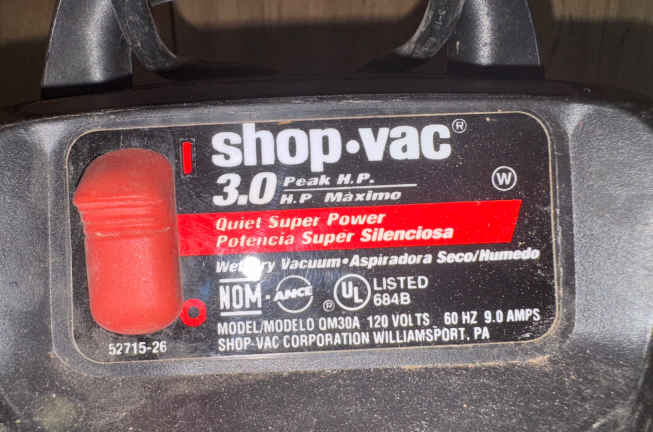 shop·vac®
3.0 Peak H.P.
H.P Máximo
W
Quiet Super Power
Potencia Super Silenciosa
Vacuum•Aspiradora Seco/Humedo
NOM-ANCE ® UL LISTED
684B
MODEL/MODELO QM30A 120 VOLTS 60 HZ 9.0 AMPS
SHOP-VAC CORPORATION WILLIAMSPORT, PA
52715-26